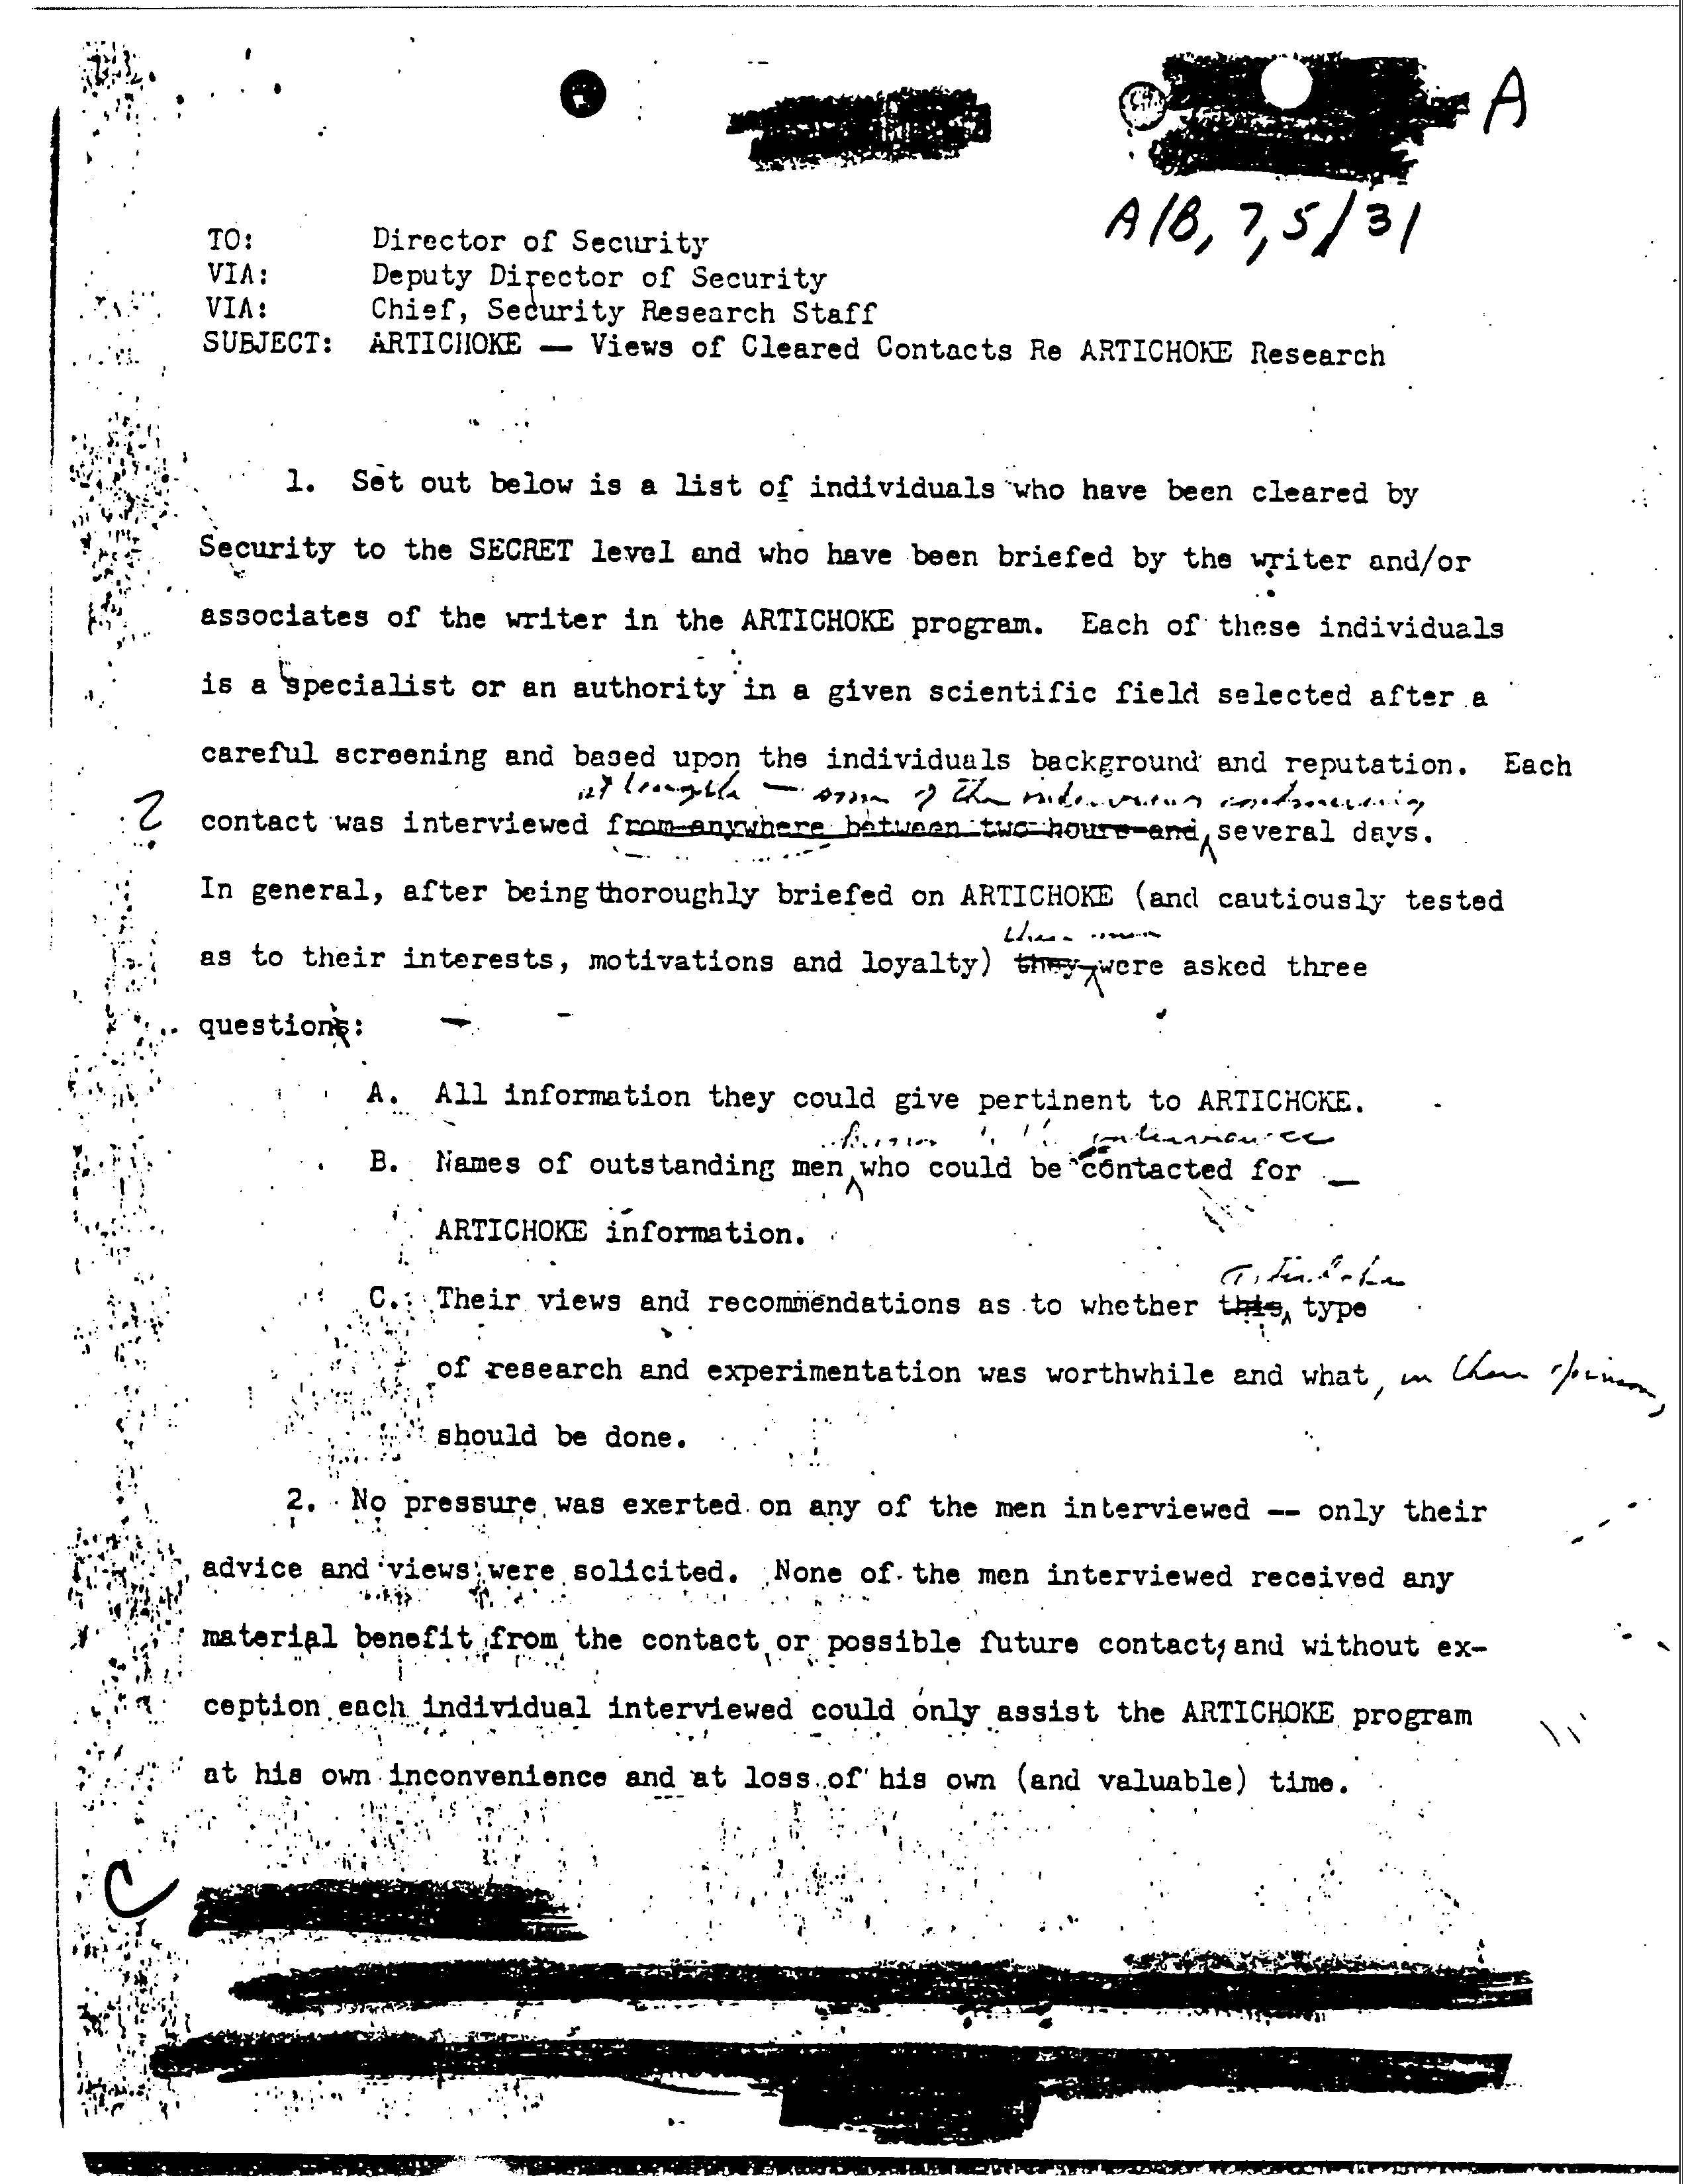 A
A/B, 7, 5/31
TO: Director of Security
VIA: Deputy Director of Security
VIA: Chief, Security Research Staff
SUBJECT: ARTICHOKE — Views of Cleared Contacts Re ARTICHOKE Research
1. Set out below is a list of individuals who have been cleared by
Security to the SECRET level and who have been briefed by the writer and/or
associates of the writer in the ARTICHOKE program. Each of these individuals
is a specialist or an authority in a given scientific field selected after a
careful screening and based upon the individuals background and reputation. Each
at length — some of the interviews
?
contact was interviewed from anywhere between two hours and several days.
In general, after being thoroughly briefed on ARTICHOKE (and cautiously tested
as to their interests, motivations and loyalty) they were asked three
questions:
A. All information they could give pertinent to ARTICHOKE.
B. Names of outstanding men who could be contacted for
ARTICHOKE information.
Artichoke
C. Their views and recommendations as to whether this type
of research and experimentation was worthwhile and what, in their opinion,
should be done.
2. No pressure was exerted on any of the men interviewed -- only their
advice and views were solicited. None of the men interviewed received any
material benefit from the contact or possible future contact; and without ex-
ception each individual interviewed could only assist the ARTICHOKE program
at his own inconvenience and at loss of his own (and valuable) time.
C